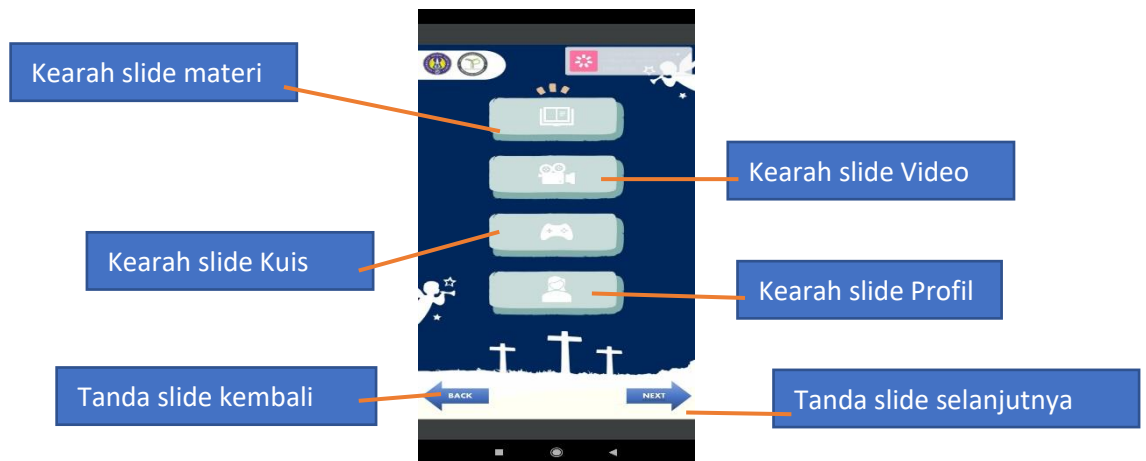 Kearah slide materi
Kearah slide Video
Kearah slide Kuis
Kearah slide Profil
Tanda slide kembali
BACK
NEXT
Tanda slide selanjutnya